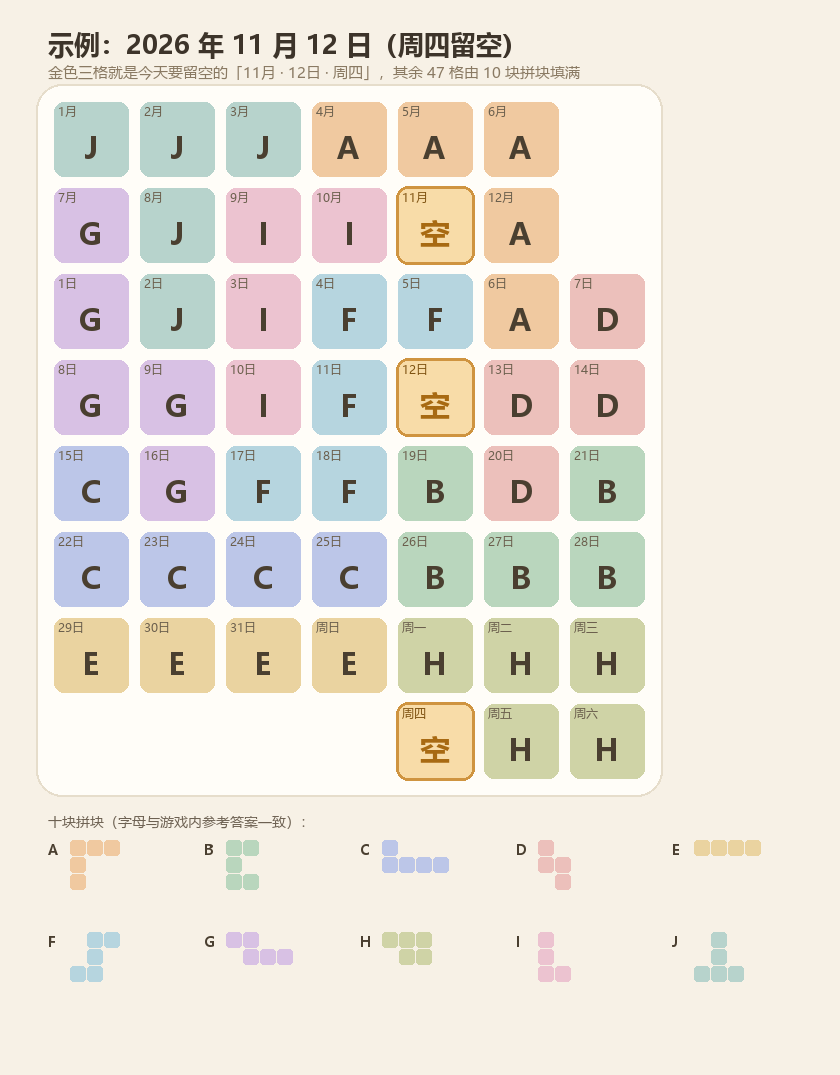 示例：2026 年 11 月 12 日（周四留空）
金色三格就是今天要留空的「11月 · 12日 · 周四」，其余 47 格由 10 块拼块填满
1月 2月 3月 4月 5月 6月
J J J A A A
7月 8月 9月 10月 11月 12月
G J I I 空 A
1日 2日 3日 4日 5日 6日 7日
G J I F F A D
8日 9日 10日 11日 12日 13日 14日
G G I F 空 D D
15日 16日 17日 18日 19日 20日 21日
C G F F B D B
22日 23日 24日 25日 26日 27日 28日
C C C C B B B
29日 30日 31日 周日 周一 周二 周三
E E E E H H H
周四 周五 周六
空 H H
十块拼块（字母与游戏内参考答案一致）：
A B C D E
F G H I J